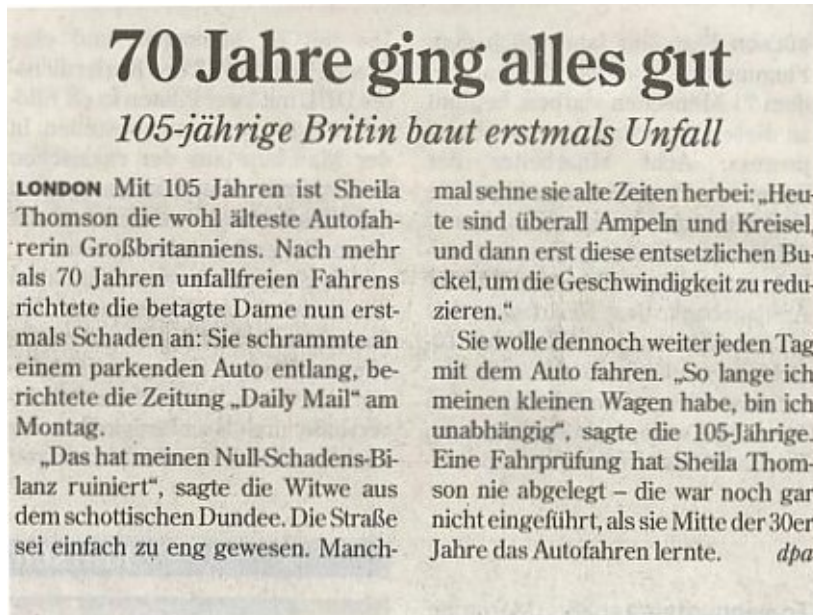 70 Jahre ging alles gut
105-jährige Britin baut erstmals Unfall
LONDON Mit 105 Jahren ist Sheila
Thomson die wohl älteste Autofah-
rerin Großbritanniens. Nach mehr
als 70 Jahren unfallfreien Fahrens
richtete die betagte Dame nun erst-
mals Schaden an: Sie schrammte an
einem parkenden Auto entlang, be-
richtete die Zeitung „Daily Mail“ am
Montag.
„Das hat meinen Null-Schadens-Bi-
lanz ruiniert“, sagte die Witwe aus
dem schottischen Dundee. Die Straße
sei einfach zu eng gewesen. Manch-
mal sehne sie alte Zeiten herbei: „Heu-
te sind überall Ampeln und Kreisel,
und dann erst diese entsetzlichen Bu-
ckel, um die Geschwindigkeit zu redu-
zieren.“
Sie wolle dennoch weiter jeden Tag
mit dem Auto fahren. „So lange ich
meinen kleinen Wagen habe, bin ich
unabhängig“, sagte die 105-Jährige.
Eine Fahrprüfung hat Sheila Thom-
son nie abgelegt – die war noch gar
nicht eingeführt, als sie Mitte der 30er
Jahre das Autofahren lernte. dpa